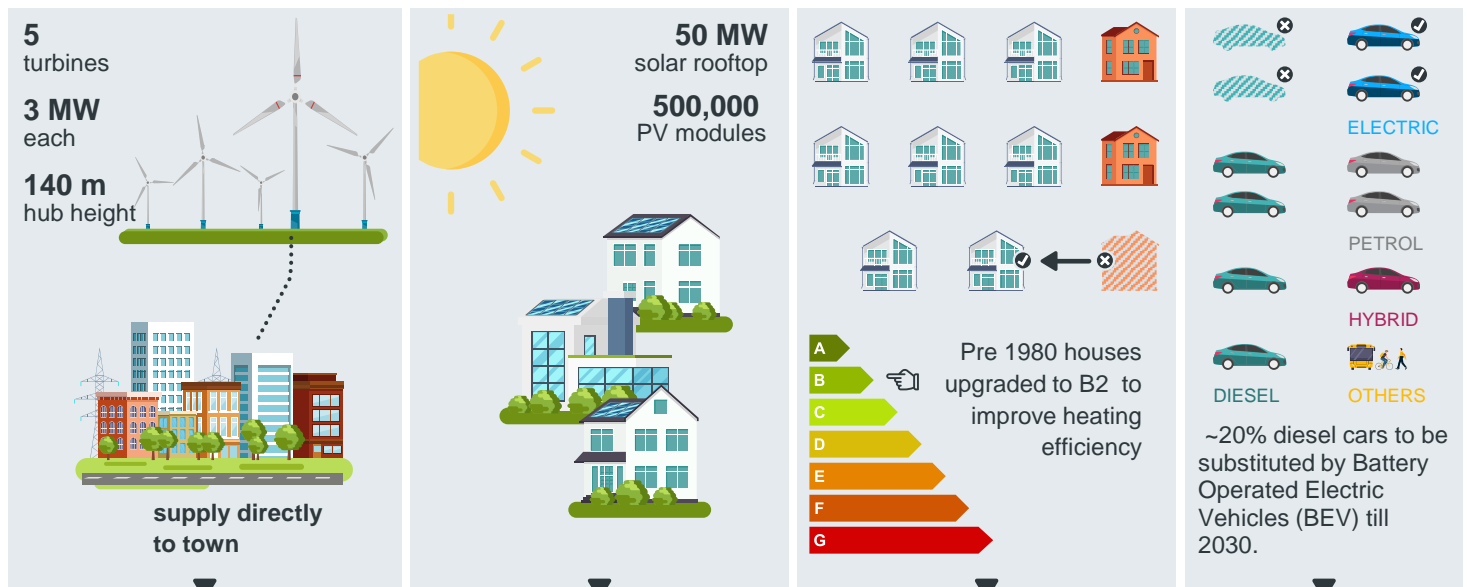 5
turbines
3 MW
each
140 m
hub height
supply directly
to town
50 MW
solar rooftop
500,000
PV modules
A
B
C
D
E
F
G
Pre 1980 houses
upgraded to B2 to
improve heating
efficiency
ELECTRIC
PETROL
HYBRID
DIESEL
OTHERS
~20% diesel cars to be
substituted by Battery
Operated Electric
Vehicles (BEV) till
2030.